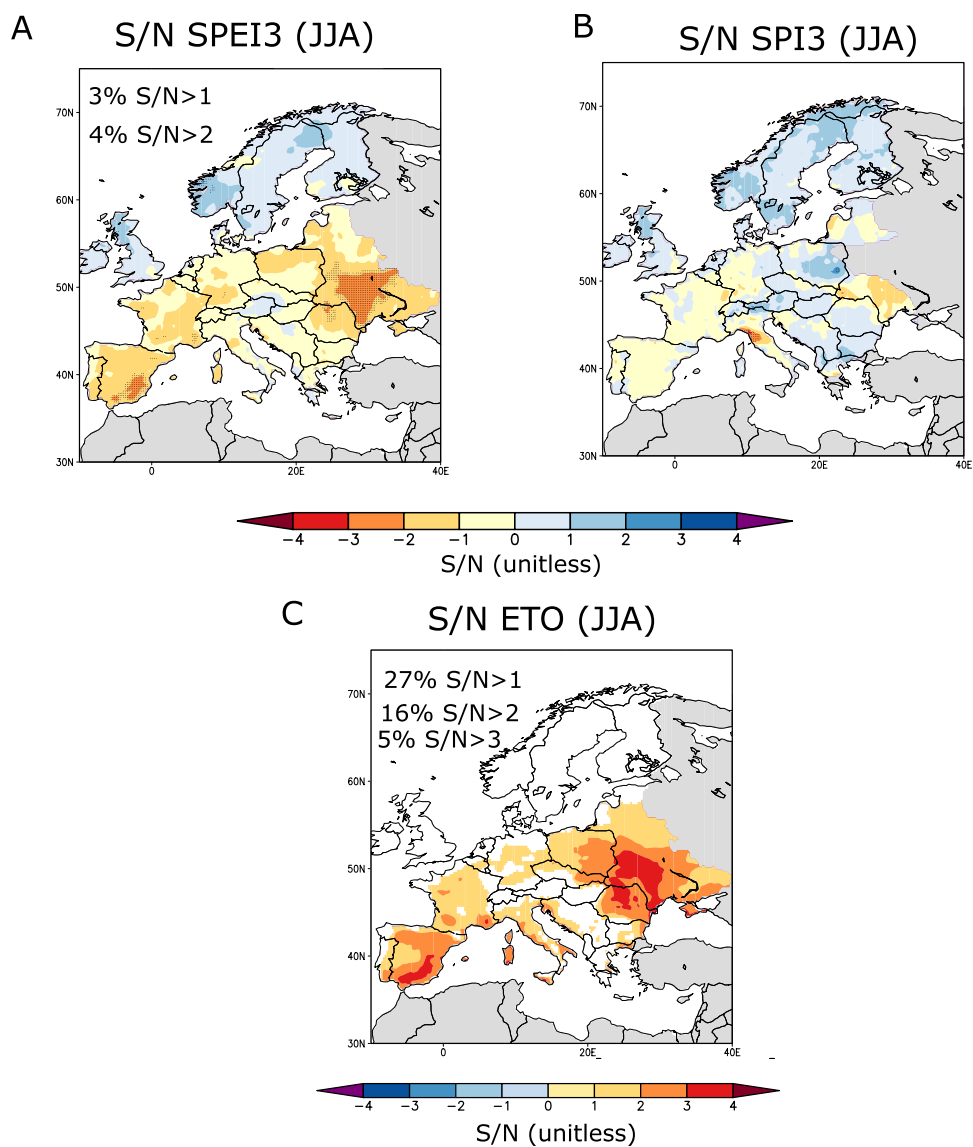 A
S/N SPEI3 (JJA)
3% S/N>1
4% S/N>2
70N
60N
50N
40N
30N
0
20E
40E
B
S/N SPI3 (JJA)
70N
60N
50N
40N
30N
0
20E
40E
−4 −3 −2 −1 0 1 2 3 4
S/N (unitless)
C
S/N ETO (JJA)
27% S/N>1
16% S/N>2
5% S/N>3
70N
60N
50N
40N
30N
0
20E
40E
−4 −3 −2 −1 0 1 2 3 4
S/N (unitless)